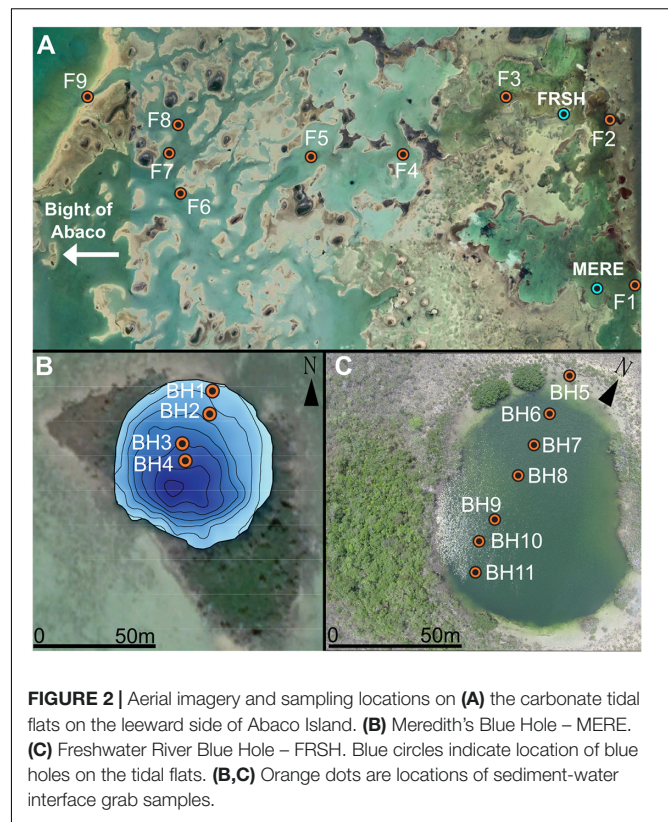 A
F9
F3
FRSH
F2
F8
F7
F5
F4
F6
Bight of
Abaco
MERE
F1
B
N
BH1
BH2
BH3
BH4
0 50m
C
N
BH5
BH6
BH7
BH8
BH9
BH10
BH11
0 50m
FIGURE 2 | Aerial imagery and sampling locations on (A) the carbonate tidal
flats on the leeward side of Abaco Island. (B) Meredith's Blue Hole – MERE.
(C) Freshwater River Blue Hole – FRSH. Blue circles indicate location of blue
holes on the tidal flats. (B,C) Orange dots are locations of sediment-water
interface grab samples.